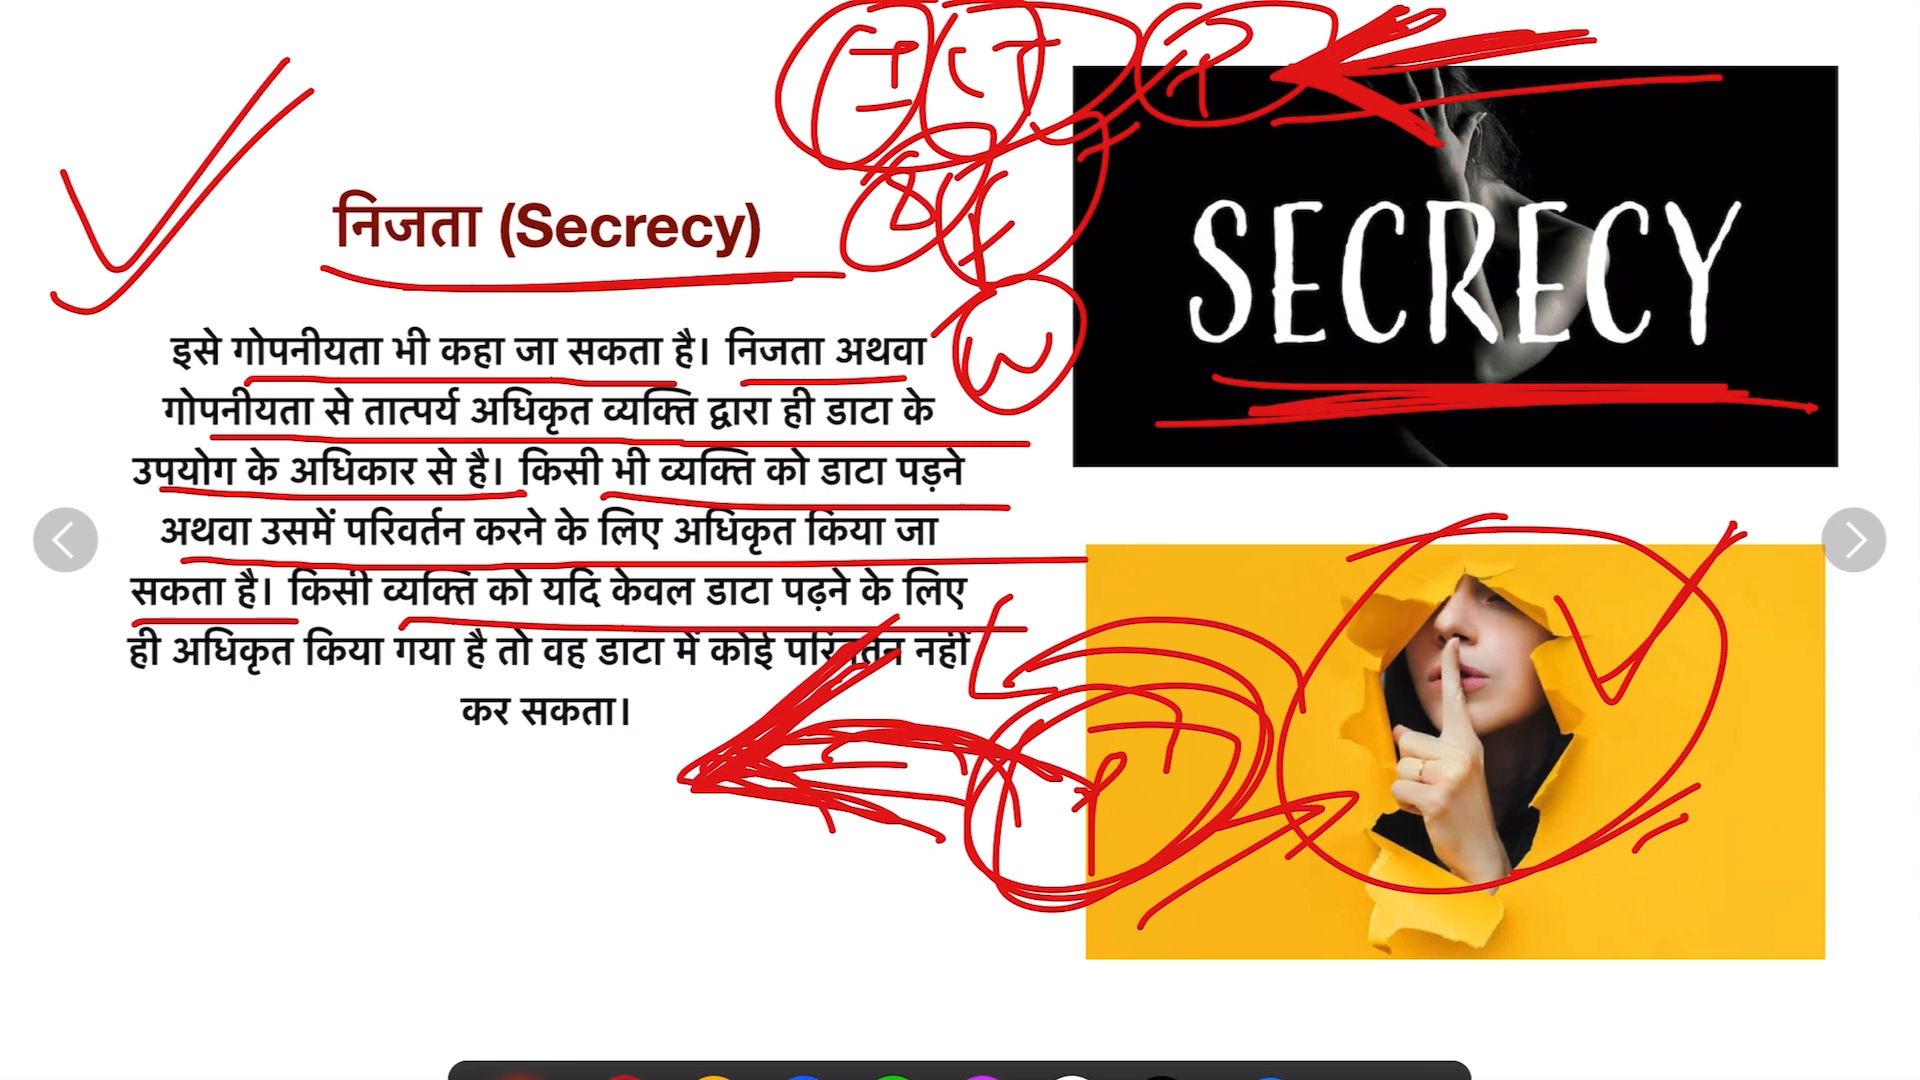 निजता (Secrecy)
इसे गोपनीयता भी कहा जा सकता है। निजता अथवा
गोपनीयता से तात्पर्य अधिकृत व्यक्ति द्वारा ही डाटा के
उपयोग के अधिकार से है। किसी भी व्यक्ति को डाटा पड़ने
अथवा उसमें परिवर्तन करने के लिए अधिकृत किया जा
सकता है। किसी व्यक्ति को यदि केवल डाटा पढ़ने के लिए
ही अधिकृत किया गया है तो वह डाटा में कोई परिवर्तन नहीं
कर सकता।
SECRECY